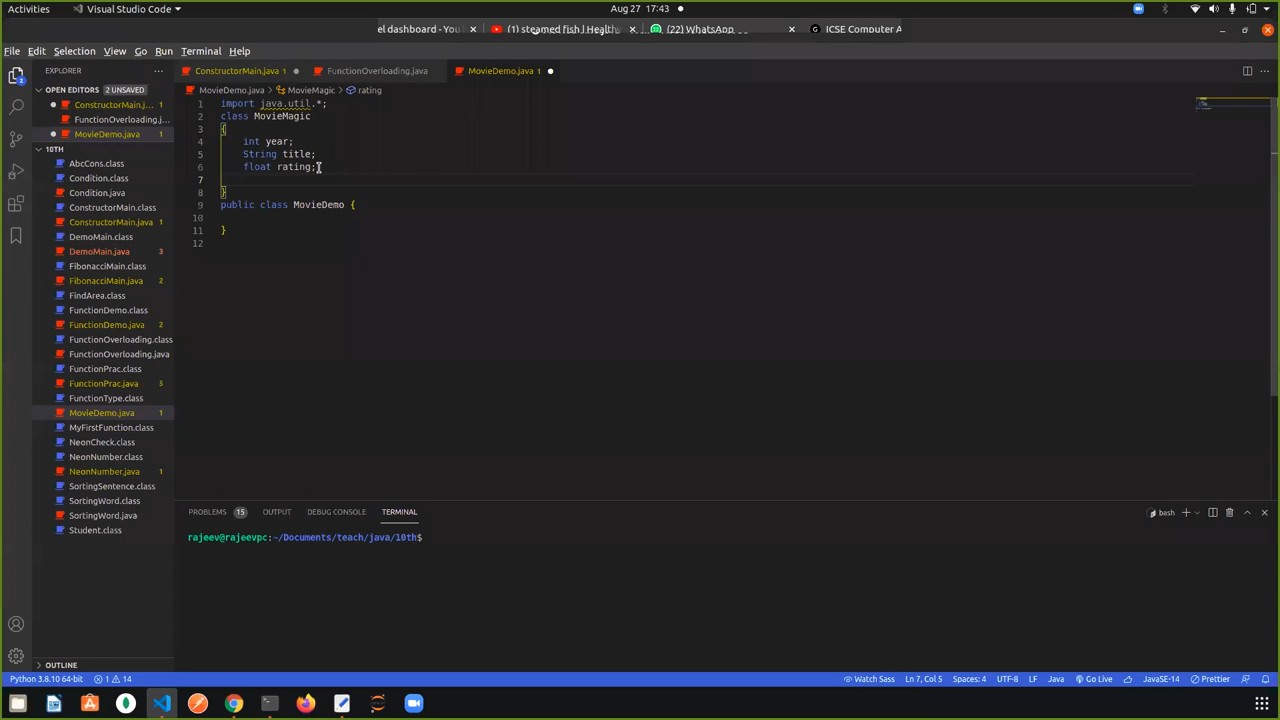 Activities
Visual Studio Code
Aug 27 17:43
el dashboard - You
(1) steamed fish | Health
(22) WhatsApp
ICSE Computer A
File Edit Selection View Go Run Terminal Help
EXPLORER
ConstructorMain.java 1
FunctionOverloading.java
MovieDemo.java 1
OPEN EDITORS 2 UNSAVED
ConstructorMain.j... 1
FunctionOverloading.j...
MovieDemo.java 1
10TH
AbcCons.class
Condition.class
Condition.java
ConstructorMain.class
ConstructorMain.java 1
DemoMain.class
DemoMain.java 3
FibonacciMain.class
FibonacciMain.java 2
FindArea.class
FunctionDemo.class
FunctionDemo.java 2
FunctionOverloading.class
FunctionOverloading.java
FunctionPrac.class
FunctionPrac.java 5
FunctionType.class
MovieDemo.java 1
MyFirstFunction.class
NeonCheck.class
NeonNumber.class
NeonNumber.java 1
SortingSentence.class
SortingWord.class
SortingWord.java
Student.class
OUTLINE
MovieDemo.java > MovieMagic > rating
1 import java.util.*;
2 class MovieMagic
3 {
4 int year;
5 String title;
6 float rating;
7
8 }
9 public class MovieDemo {
10
11 }
12
PROBLEMS 15 OUTPUT DEBUG CONSOLE TERMINAL
bash
rajeev@rajeevpc:~/Documents/teach/java/10th$
Python 3.8.10 64-bit 1 14
Watch Sass Ln 7, Col 5 Spaces: 4 UTF-8 LF Java Go Live JavaSE-14 Prettier